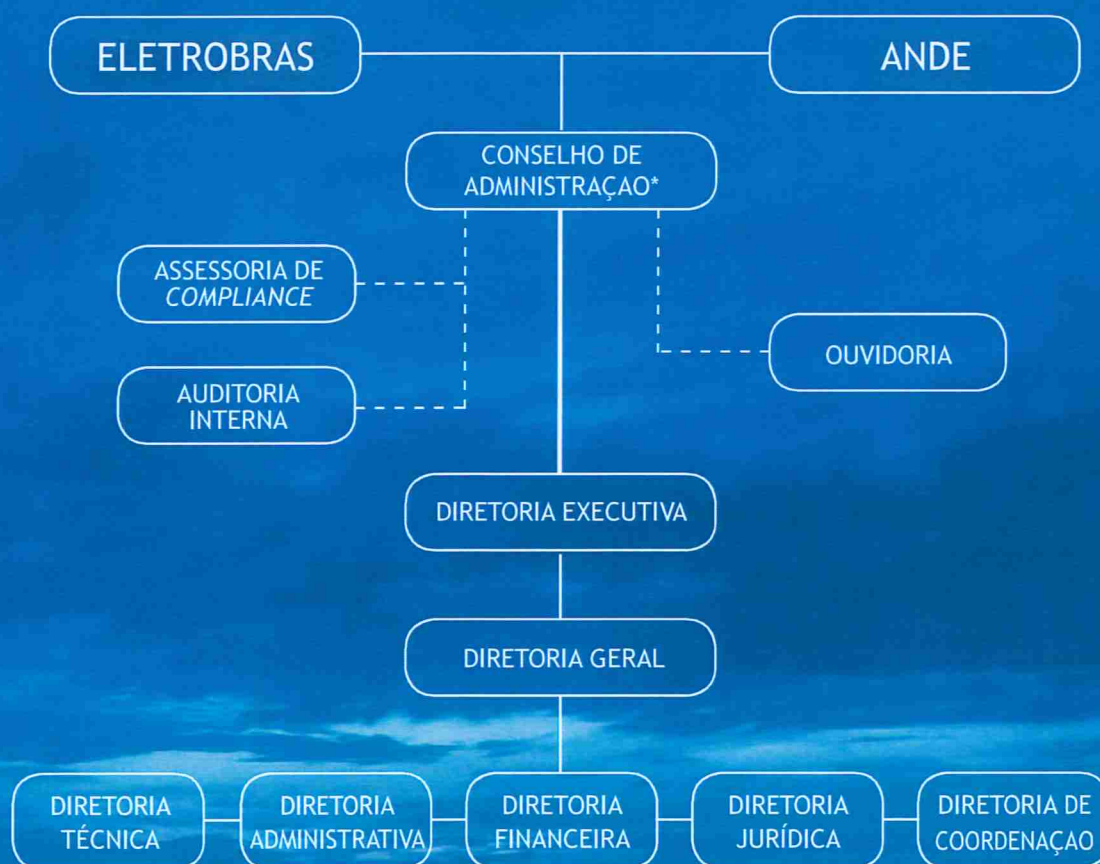 ELETROBRAS
ANDE
CONSELHO DE
ADMINISTRAÇAO*
ASSESSORIA DE
COMPLIANCE
AUDITORIA
INTERNA
OUVIDORIA
DIRETORIA EXECUTIVA
DIRETORIA GERAL
DIRETORIA
TÉCNICA
DIRETORIA
ADMINISTRATIVA
DIRETORIA
FINANCEIRA
DIRETORIA
JURÍDICA
DIRETORIA DE
COORDENAÇAO